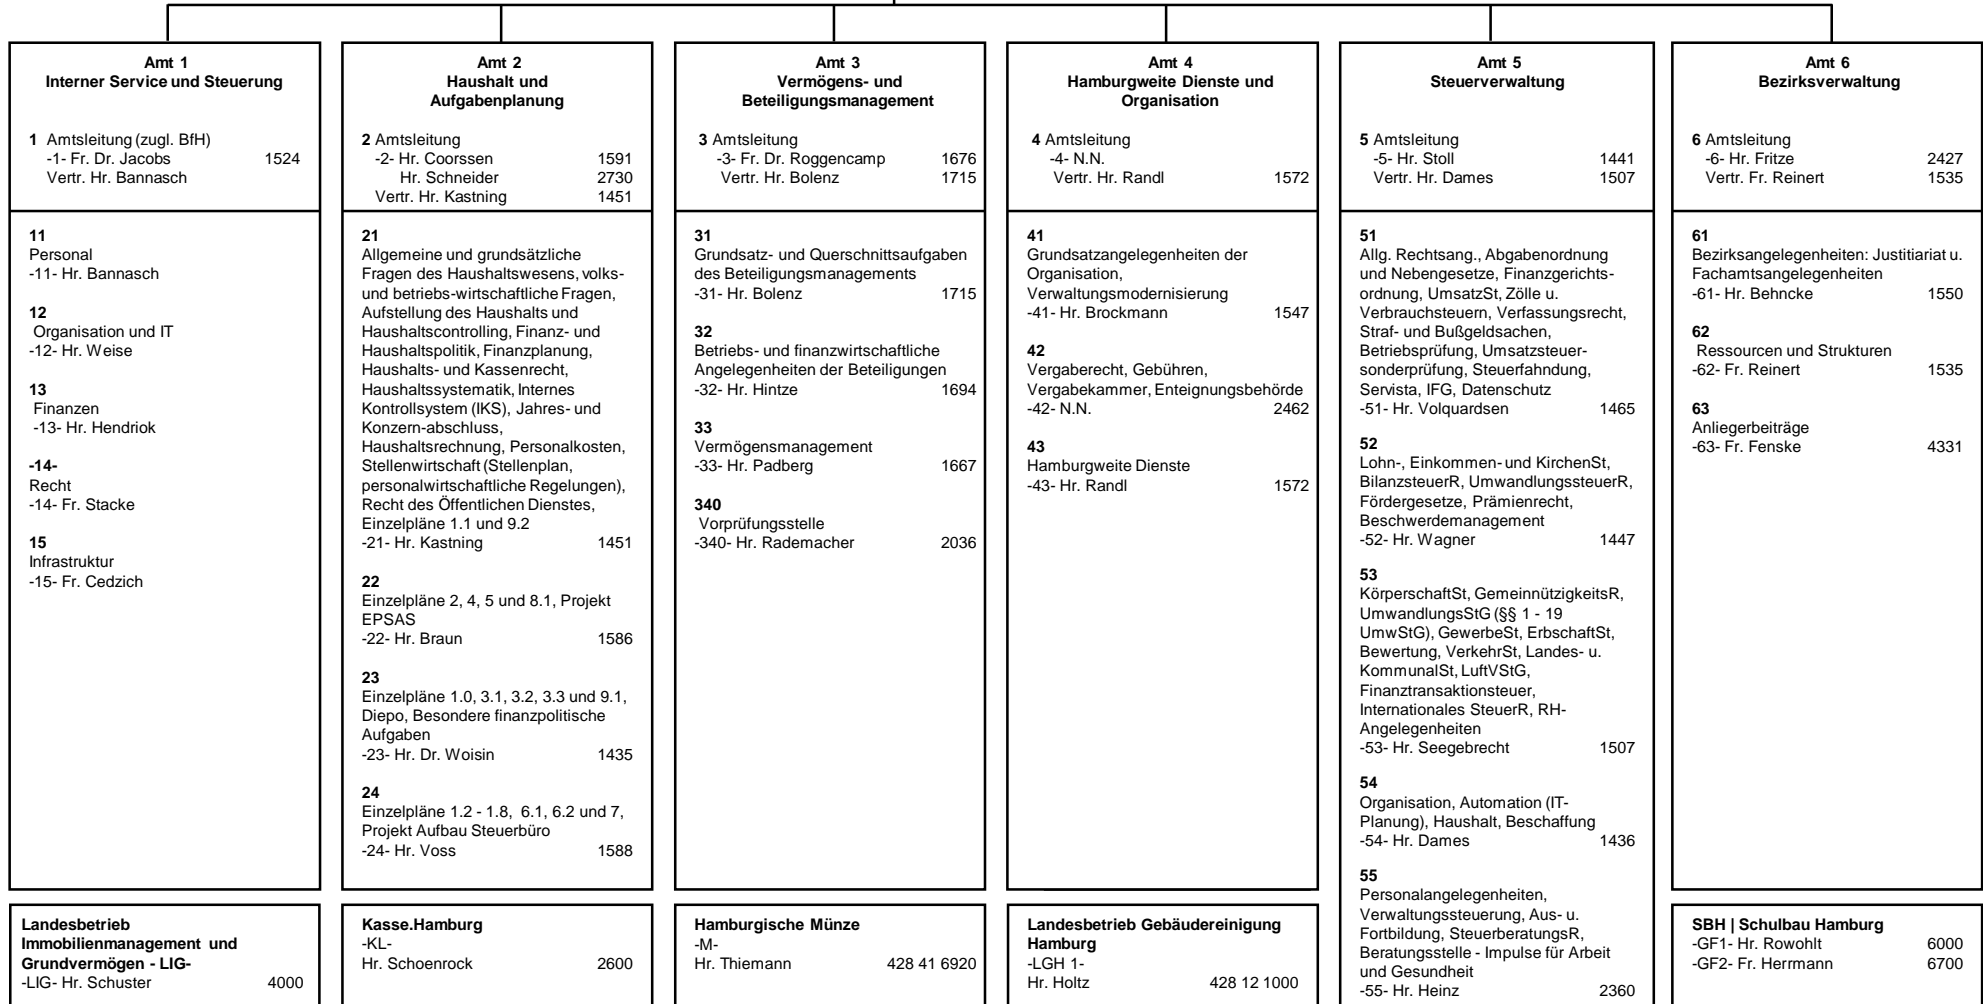 Amt 1
Interner Service und Steuerung
1 Amtsleitung (zugl. BfH)
-1- Fr. Dr. Jacobs 1524
Vertr. Hr. Bannasch
11
Personal
-11- Hr. Bannasch
12
Organisation und IT
-12- Hr. Weise
13
Finanzen
-13- Hr. Hendriok
-14-
Recht
-14- Fr. Stacke
15
Infrastruktur
-15- Fr. Cedzich
Landesbetrieb
Immobilienmanagement und
Grundvermögen - LIG-
-LIG- Hr. Schuster 4000
Amt 2
Haushalt und
Aufgabenplanung
2 Amtsleitung
-2- Hr. Coorssen 1591
Hr. Schneider 2730
Vertr. Hr. Kastning 1451
21
Allgemeine und grundsätzliche
Fragen des Haushaltswesens, volks-
und betriebs-wirtschaftliche Fragen,
Aufstellung des Haushalts und
Haushaltscontrolling, Finanz- und
Haushaltspolitik, Finanzplanung,
Haushalts- und Kassenrecht,
Haushaltssystematik, Internes
Kontrollsystem (IKS), Jahres- und
Konzern-abschluss,
Haushaltsrechnung, Personalkosten,
Stellenwirtschaft (Stellenplan,
personalwirtschaftliche Regelungen),
Recht des Öffentlichen Dienstes,
Einzelpläne 1.1 und 9.2
-21- Hr. Kastning 1451
22
Einzelpläne 2, 4, 5 und 8.1, Projekt
EPSAS
-22- Hr. Braun 1586
23
Einzelpläne 1.0, 3.1, 3.2, 3.3 und 9.1,
Diepo, Besondere finanzpolitische
Aufgaben
-23- Hr. Dr. Woisin 1435
24
Einzelpläne 1.2 - 1.8, 6.1, 6.2 und 7,
Projekt Aufbau Steuerbüro
-24- Hr. Voss 1588
Kasse.Hamburg
-KL-
Hr. Schoenrock 2600
Amt 3
Vermögens- und
Beteiligungsmanagement
3 Amtsleitung
-3- Fr. Dr. Roggencamp 1676
Vertr. Hr. Bolenz 1715
31
Grundsatz- und Querschnittsaufgaben
des Beteiligungsmanagements
-31- Hr. Bolenz 1715
32
Betriebs- und finanzwirtschaftliche
Angelegenheiten der Beteiligungen
-32- Hr. Hintze 1694
33
Vermögensmanagement
-33- Hr. Padberg 1667
340
Vorprüfungsstelle
-340- Hr. Rademacher 2036
Hamburgische Münze
-M-
Hr. Thiemann 428 41 6920
Amt 4
Hamburgweite Dienste und
Organisation
4 Amtsleitung
-4- N.N.
Vertr. Hr. Randl 1572
41
Grundsatzangelegenheiten der
Organisation,
Verwaltungsmodernisierung
-41- Hr. Brockmann 1547
42
Vergaberecht, Gebühren,
Vergabekammer, Enteignungsbehörde
-42- N.N. 2462
43
Hamburgweite Dienste
-43- Hr. Randl 1572
Landesbetrieb Gebäudereinigung
Hamburg
-LGH 1-
Hr. Holtz 428 12 1000
Amt 5
Steuerverwaltung
5 Amtsleitung
-5- Hr. Stoll 1441
Vertr. Hr. Dames 1507
51
Allg. Rechtsang., Abgabenordnung
und Nebengesetze, Finanzgerichts-
ordnung, UmsatzSt, Zölle u.
Verbrauchsteuern, Verfassungsrecht,
Straf- und Bußgeldsachen,
Betriebsprüfung, Umsatzsteuer-
sonderprüfung, Steuerfahndung,
Servista, IFG, Datenschutz
-51- Hr. Volquardsen 1465
52
Lohn-, Einkommen- und KirchenSt,
BilanzsteuerR, UmwandlungssteuerR,
Fördergesetze, Prämienrecht,
Beschwerdemanagement
-52- Hr. Wagner 1447
53
KörperschaftSt, GemeinnützigkeitsR,
UmwandlungsStG (§§ 1 - 19
UmwStG), GewerbeSt, ErbschaftSt,
Bewertung, VerkehrSt, Landes- u.
KommunalSt, LuftVStG,
Finanztransaktionsteuer,
Internationales SteuerR, RH-
Angelegenheiten
-53- Hr. Seegebrecht 1507
54
Organisation, Automation (IT-
Planung), Haushalt, Beschaffung
-54- Hr. Dames 1436
55
Personalangelegenheiten,
Verwaltungssteuerung, Aus- u.
Fortbildung, SteuerberatungsR,
Beratungsstelle - Impulse für Arbeit
und Gesundheit
-55- Hr. Heinz 2360
Amt 6
Bezirksverwaltung
6 Amtsleitung
-6- Hr. Fritze 2427
Vertr. Fr. Reinert 1535
61
Bezirksangelegenheiten: Justitiariat u.
Fachamtsangelegenheiten
-61- Hr. Behncke 1550
62
Ressourcen und Strukturen
-62- Fr. Reinert 1535
63
Anliegerbeiträge
-63- Fr. Fenske 4331
SBH | Schulbau Hamburg
-GF1- Hr. Rowohlt 6000
-GF2- Fr. Herrmann 6700